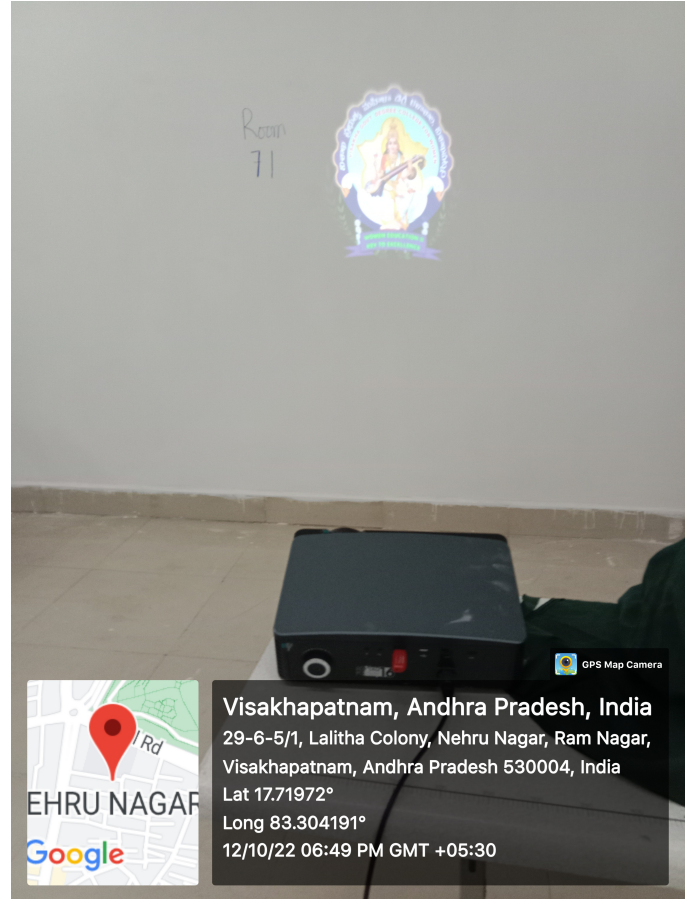 Room
71
GPS Map Camera
Visakhapatnam, Andhra Pradesh, India
29-6-5/1, Lalitha Colony, Nehru Nagar, Ram Nagar,
Visakhapatnam, Andhra Pradesh 530004, India
Lat 17.71972°
Long 83.304191°
12/10/22 06:49 PM GMT +05:30
l Rd
EHRU NAGAR
Google